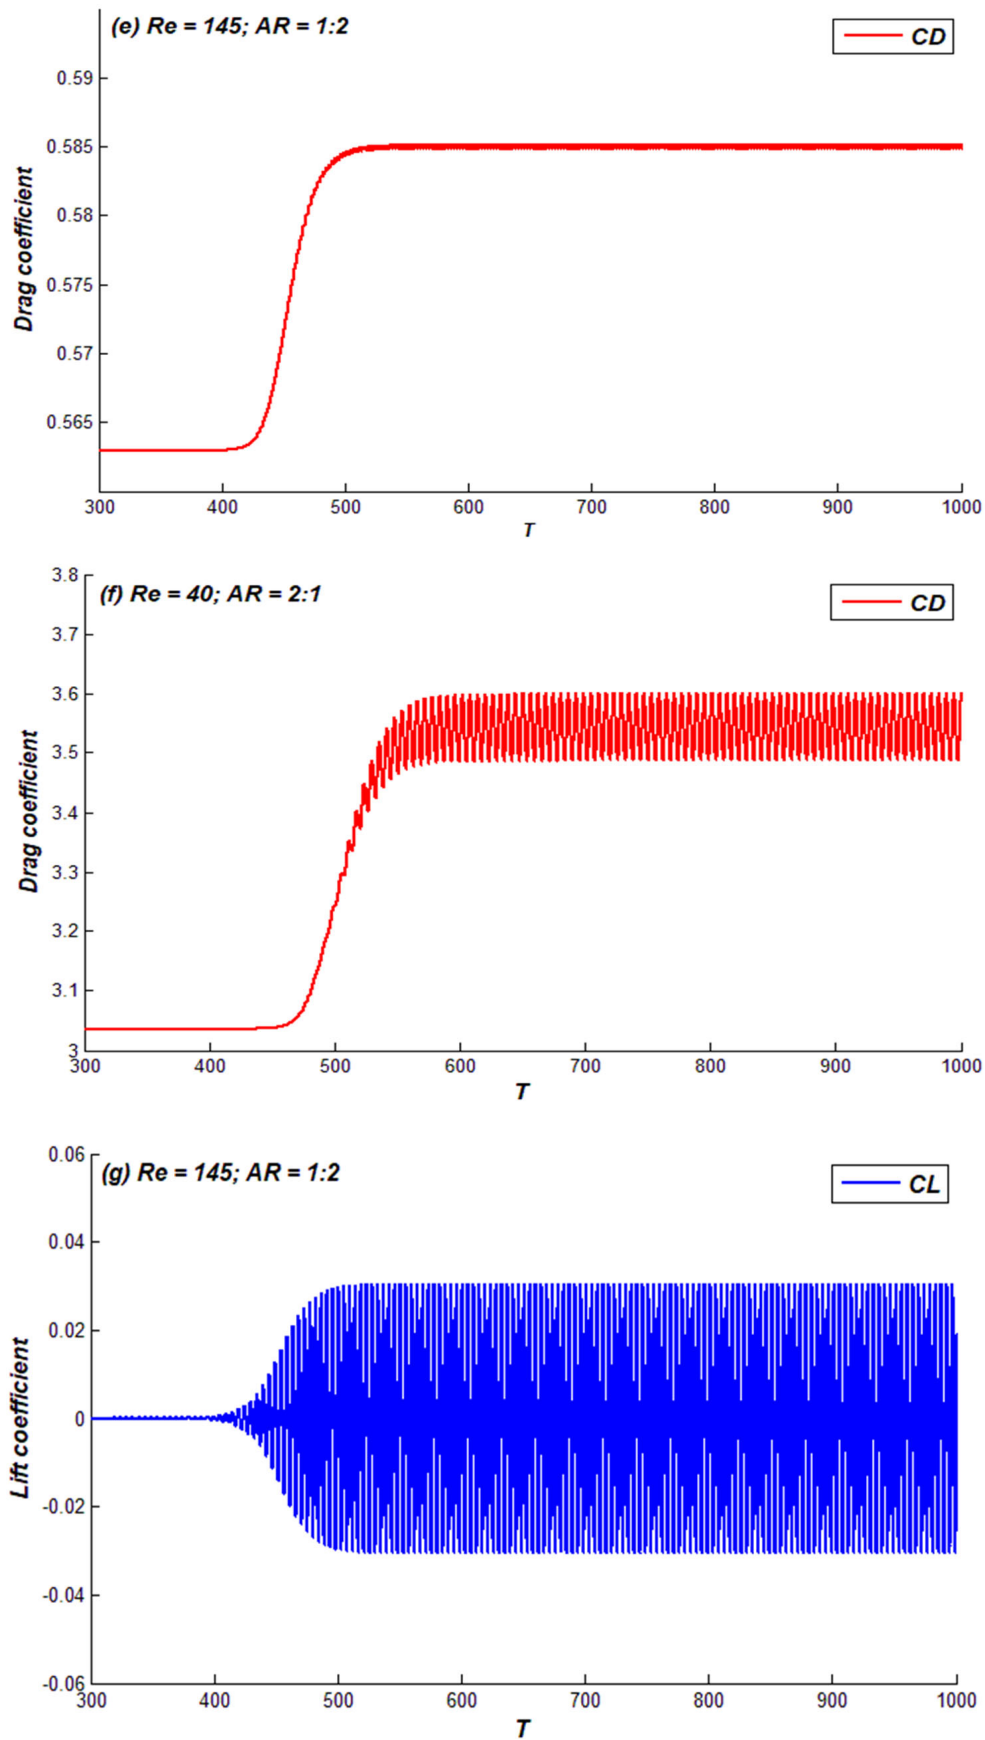 (e) Re = 145; AR = 1:2
CD
0.59
0.585
0.58
0.575
0.57
0.565
Drag coefficient
300 400 500 600 700 800 900 1000
T
(f) Re = 40; AR = 2:1
CD
3.8
3.7
3.6
3.5
3.4
3.3
3.2
3.1
3
Drag coefficient
300 400 500 600 700 800 900 1000
T
(g) Re = 145; AR = 1:2
CL
0.06
0.04
0.02
0
-0.02
-0.04
-0.06
Lift coefficient
300 400 500 600 700 800 900 1000
T